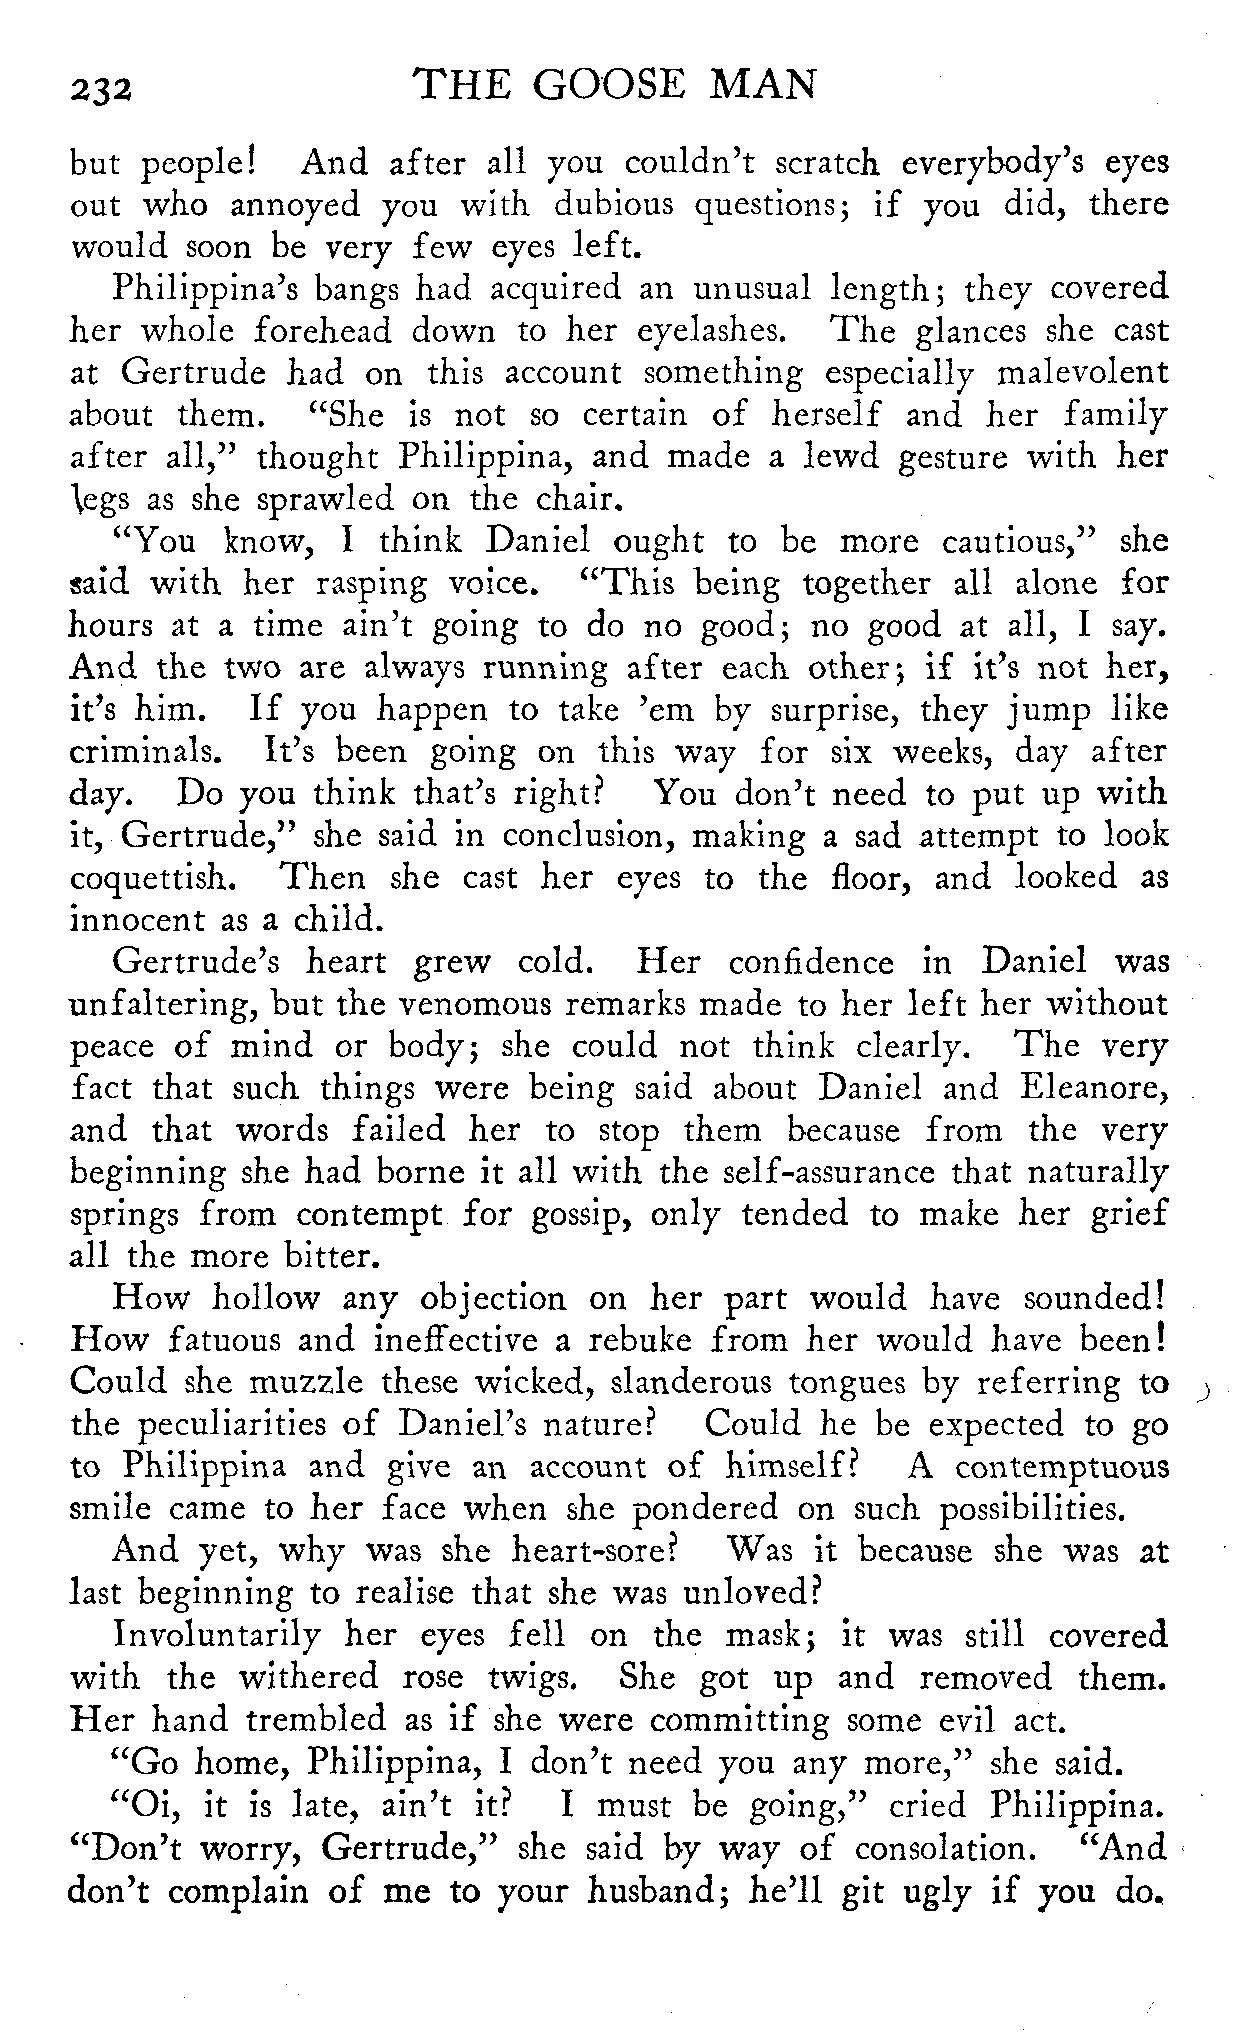 232 THE GOOSE MAN
but people! And after all you couldn't scratch everybody's eyes
out who annoyed you with dubious questions; if you did, there
would soon be very few eyes left.
Philippina's bangs had acquired an unusual length; they covered
her whole forehead down to her eyelashes. The glances she cast
at Gertrude had on this account something especially malevolent
about them. “She is not so certain of herself and her family
after all,” thought Philippina, and made a lewd gesture with her
legs as she sprawled on the chair.
“You know, I think Daniel ought to be more cautious,” she
said with her rasping voice. “This being together all alone for
hours at a time ain't going to do no good; no good at all, I say.
And the two are always running after each other; if it's not her,
it's him. If you happen to take 'em by surprise, they jump like
criminals. It's been going on this way for six weeks, day after
day. Do you think that's right? You don't need to put up with
it, Gertrude,” she said in conclusion, making a sad attempt to look
coquettish. Then she cast her eyes to the floor, and looked as
innocent as a child.
Gertrude's heart grew cold. Her confidence in Daniel was
unfaltering, but the venomous remarks made to her left her without
peace of mind or body; she could not think clearly. The very
fact that such things were being said about Daniel and Eleanore,
and that words failed her to stop them because from the very
beginning she had borne it all with the self-assurance that naturally
springs from contempt for gossip, only tended to make her grief
all the more bitter.
How hollow any objection on her part would have sounded!
How fatuous and ineffective a rebuke from her would have been!
Could she muzzle these wicked, slanderous tongues by referring to
the peculiarities of Daniel's nature? Could he be expected to go
to Philippina and give an account of himself? A contemptuous
smile came to her face when she pondered on such possibilities.
And yet, why was she heart-sore? Was it because she was at
last beginning to realise that she was unloved?
Involuntarily her eyes fell on the mask; it was still covered
with the withered rose twigs. She got up and removed them.
Her hand trembled as if she were committing some evil act.
“Go home, Philippina, I don't need you any more,” she said.
“Oi, it is late, ain't it? I must be going,” cried Philippina.
“Don't worry, Gertrude,” she said by way of consolation. “And
don't complain of me to your husband; he'll git ugly if you do.